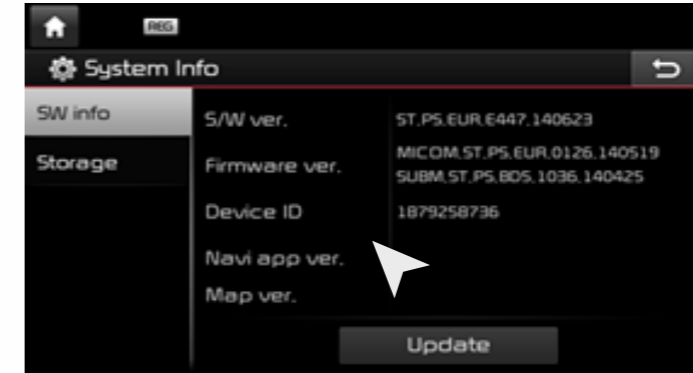 REG
System Info
SW info
Storage
S/W ver. ST.PS.EUR.E447.140623
Firmware ver. MICOM.ST.PS.EUR.0126.140519
SUBM.ST.PS.BDS.1036.140425
Device ID 1879258736
Navi app ver.
Map ver.
Update